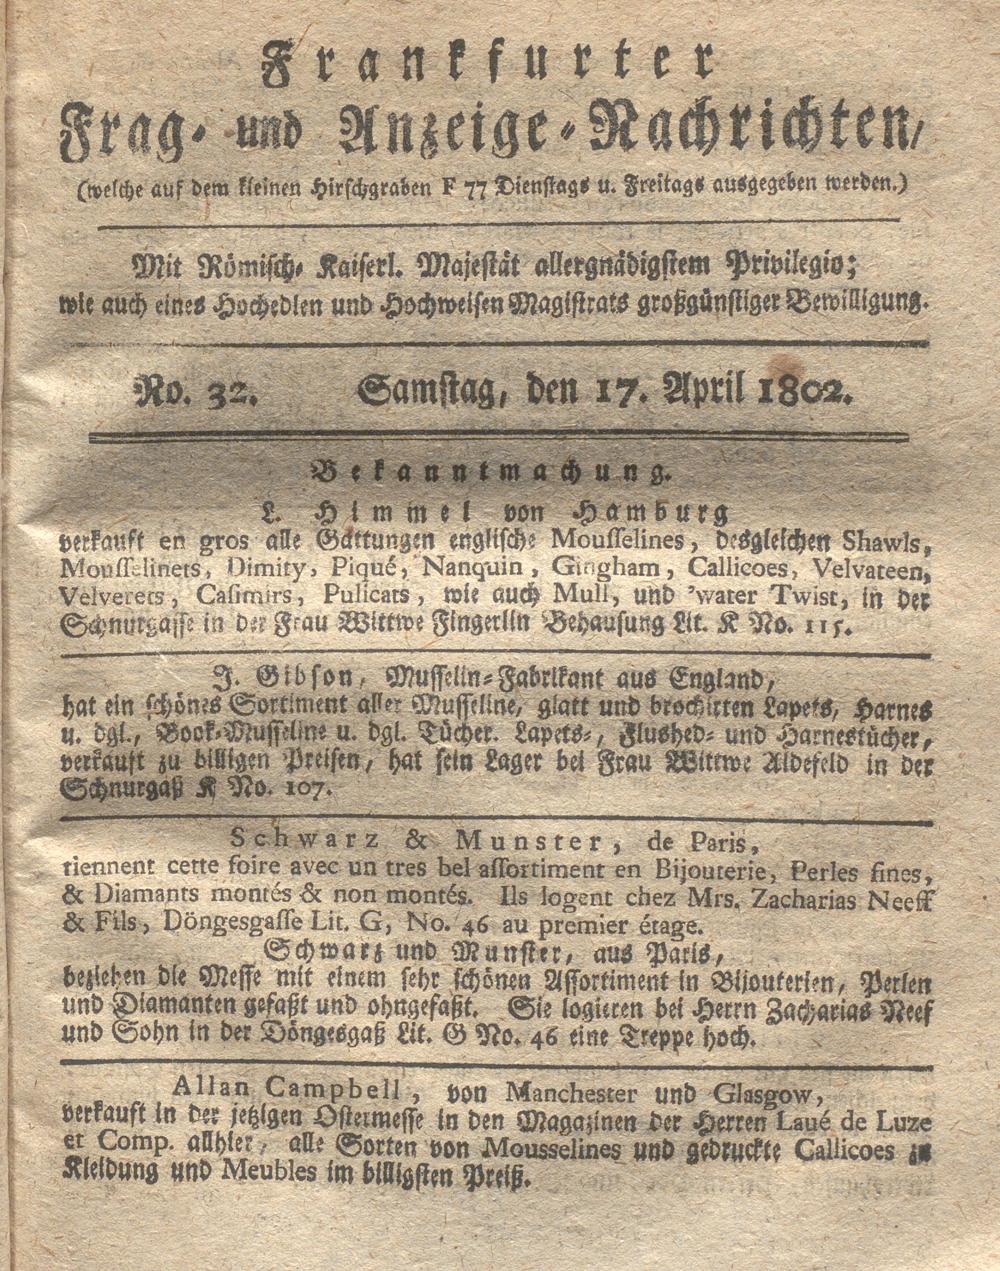 Frankfurter
Frag- und Anzeige-Nachrichten,
(welche auf dem kleinen Hirschgraben F 77 Dienstags u. Freitags ausgegeben werden.)
Mit Römisch- Kaiserl. Majestät allergnädigstem Privilegio;
wie auch eines Hochedlen und Hochweisen Magistrats großgünstiger Bewilligung.
No. 32. Samstag, den 17. April 1802.
Bekanntmachung.
L. Himmel von Hamburg
verkauft en gros alle Gattungen englische Mousselines, desgleichen Shawls,
Mousselinets, Dimity, Piqué, Nanquin, Gingham, Callicoes, Velvateen,
Velverets, Casimirs, Pulicats, wie auch Mull, und 'water Twist, in der
Schnurgasse in der Frau Wittwe Fingerlin Behausung Lit. K No. 115.
J. Gibson, Musselin-Fabrikant aus England,
hat ein schönes Sortiment aller Musseline, glatt und brochirten Lapets, Harnes
u. dgl., Book-Musseline u. dgl. Tücher. Lapets-, Flushed- und Harnestücher,
verkauft zu billigen Preisen, hat sein Lager bei Frau Wittwe Aldefeld in der
Schnurgaß K No. 107.
Schwarz & Munster, de Paris,
tiennent cette foire avec un tres bel assortiment en Bijouterie, Perles fines,
& Diamants montés & non montés. Ils logent chez Mrs. Zacharias Neeff
& Fils, Döngesgasse Lit. G, No. 46 au premier étage.
Schwarz und Munster, aus Paris,
beziehen die Messe mit einem sehr schönen Assortiment in Bijouterien, Perlen
und Diamanten gefaßt und ohngefaßt. Sie logieren bei Herrn Zacharias Neef
und Sohn in der Döngesgaß Lit. G No. 46 eine Treppe hoch.
Allan Campbell, von Manchester und Glasgow,
verkauft in der jetzigen Ostermesse in den Magazinen der Herren Laué de Luze
et Comp. allhier, alle Sorten von Mousselines und gedruckte Callicoes zu
Kleidung und Meubles im billigsten Preiß.